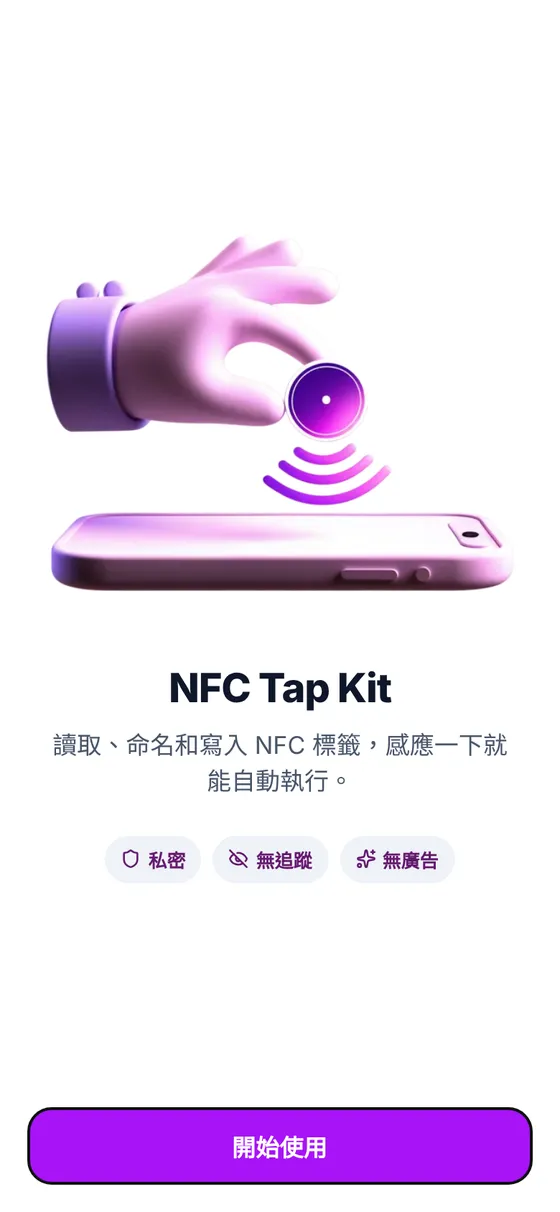 NFC Tap Kit
讀取、命名和寫入 NFC 標籤，感應一下就
能自動執行。
私密
無追蹤
無廣告
開始使用